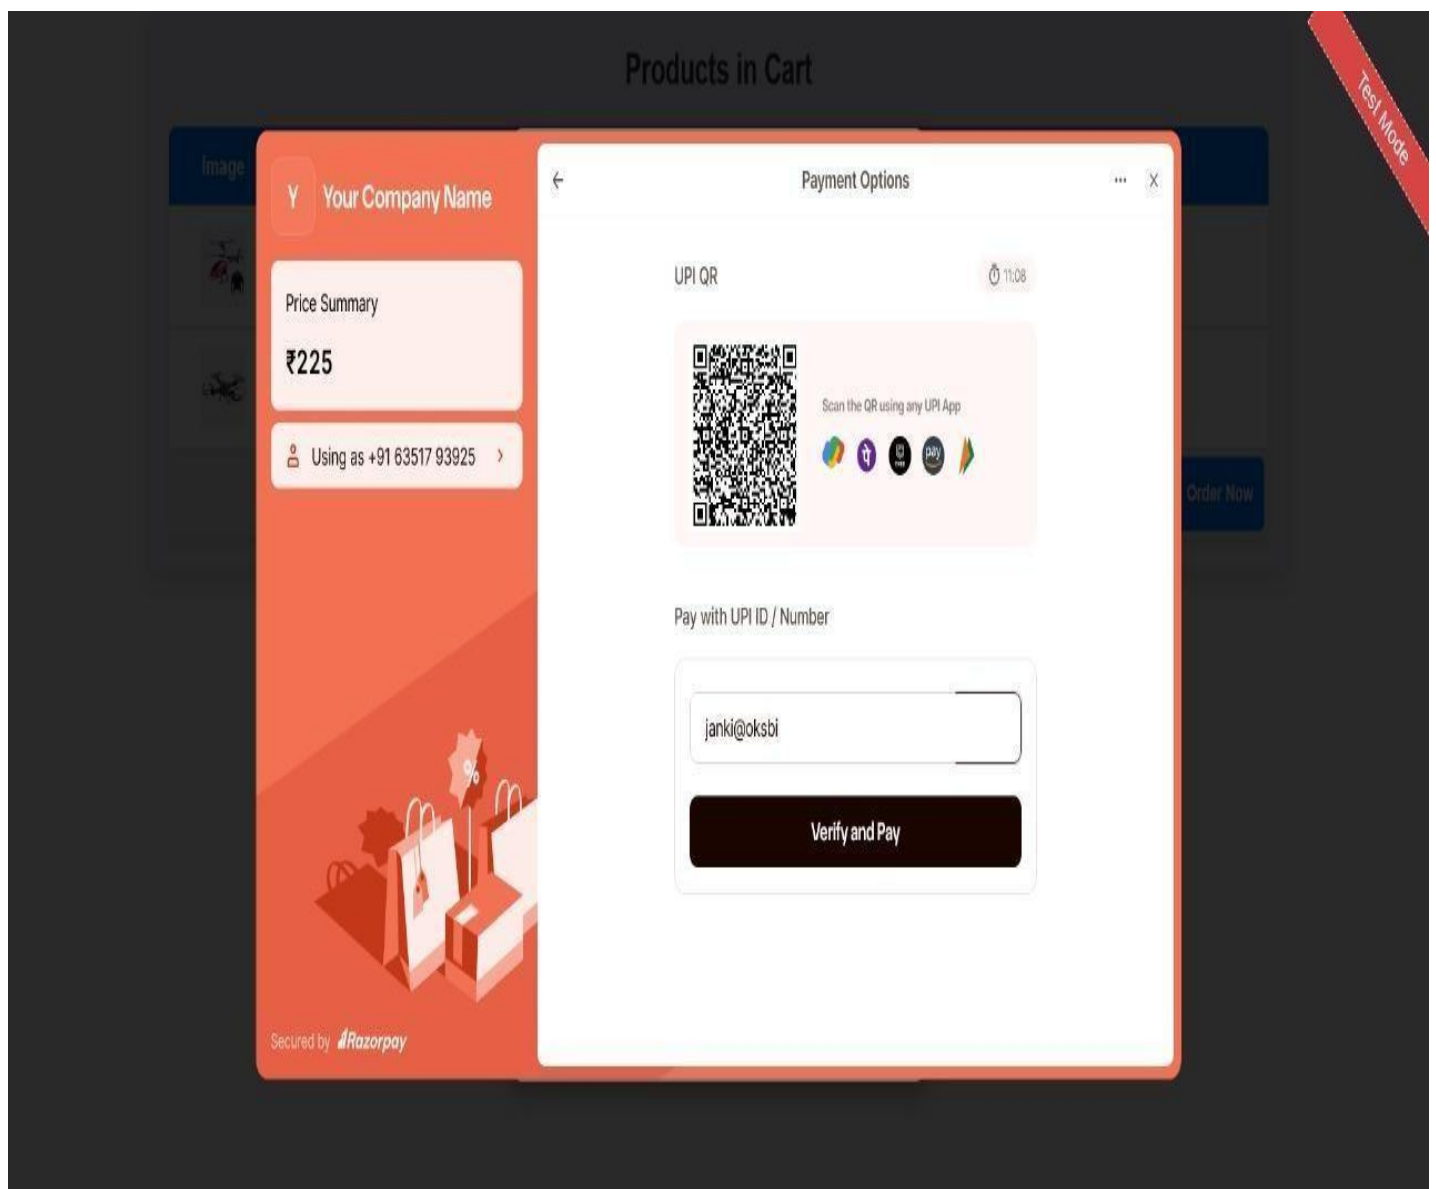 Products in Cart
Test Mode
Image
Y Your Company Name
Payment Options
Price Summary
₹225
Using as +91 63517 93925
UPI QR
11:08
Scan the QR using any UPI App
पे
pay
Order Now
Pay with UPI ID / Number
janki@oksbi
%
Verify and Pay
Secured by Razorpay